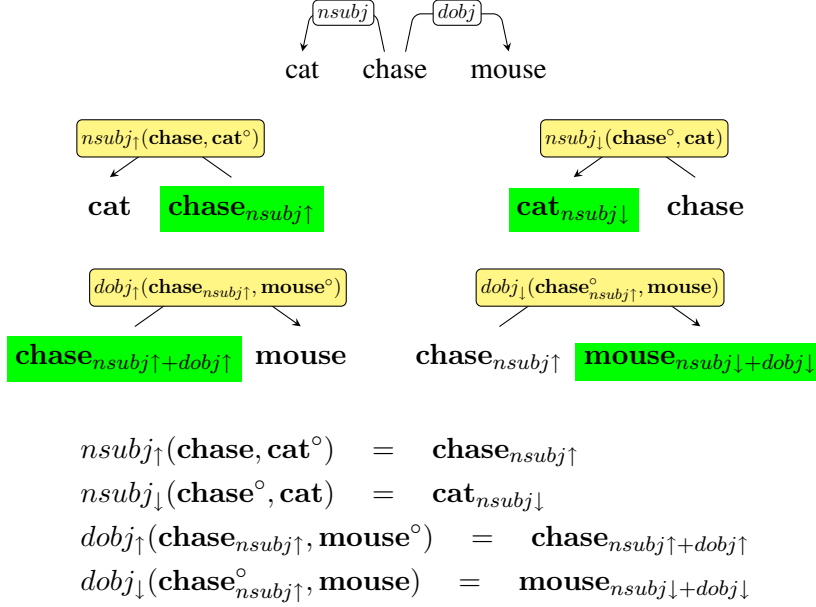 nsubj dobj
cat chase mouse
nsubj↑(chase, cat°) nsubj↓(chase°, cat)
cat chase_nsubj↑ cat_nsubj↓ chase
dobj↑(chase_nsubj↑, mouse°) dobj↓(chase°_nsubj↑, mouse)
chase_nsubj↑+dobj↑ mouse chase_nsubj↑ mouse_nsubj↓+dobj↓
nsubj↑(chase, cat°) = chase_nsubj↑
nsubj↓(chase°, cat) = cat_nsubj↓
dobj↑(chase_nsubj↑, mouse°) = chase_nsubj↑+dobj↑
dobj↓(chase°_nsubj↑, mouse) = mouse_nsubj↓+dobj↓